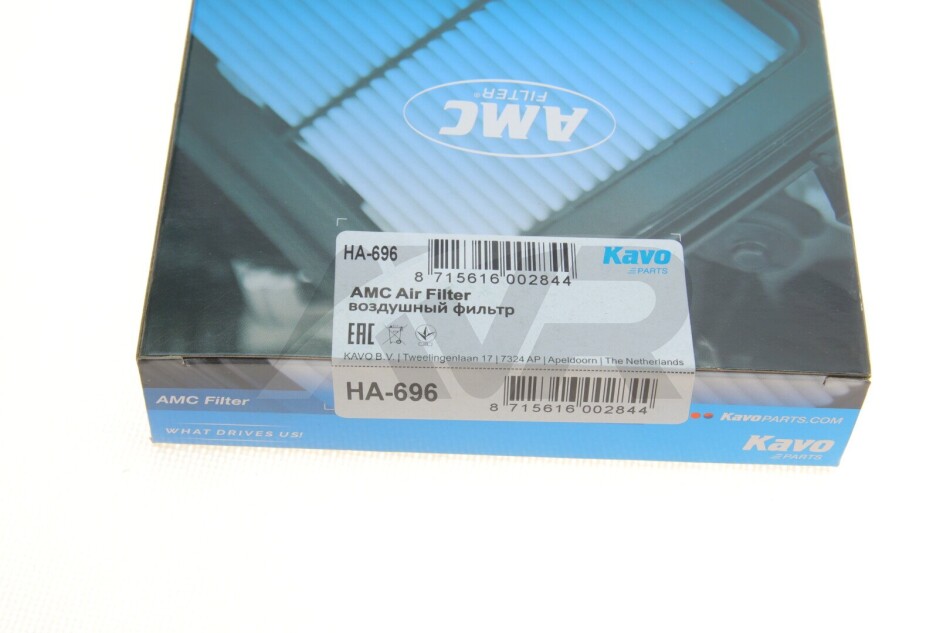 AMC
FILTER®
HA-696
Kavo
PARTS
8 715616 002844
AMC Air Filter
воздушный фильтр
EAC
KAVO B.V. | Tweelingenlaan 17 | 7324 AP | Apeldoorn | The Netherlands
HA-696
8 715616 002844
AMC Filter
KAVOPARTS.COM
WHAT DRIVES US!
Kavo
PARTS
AVR